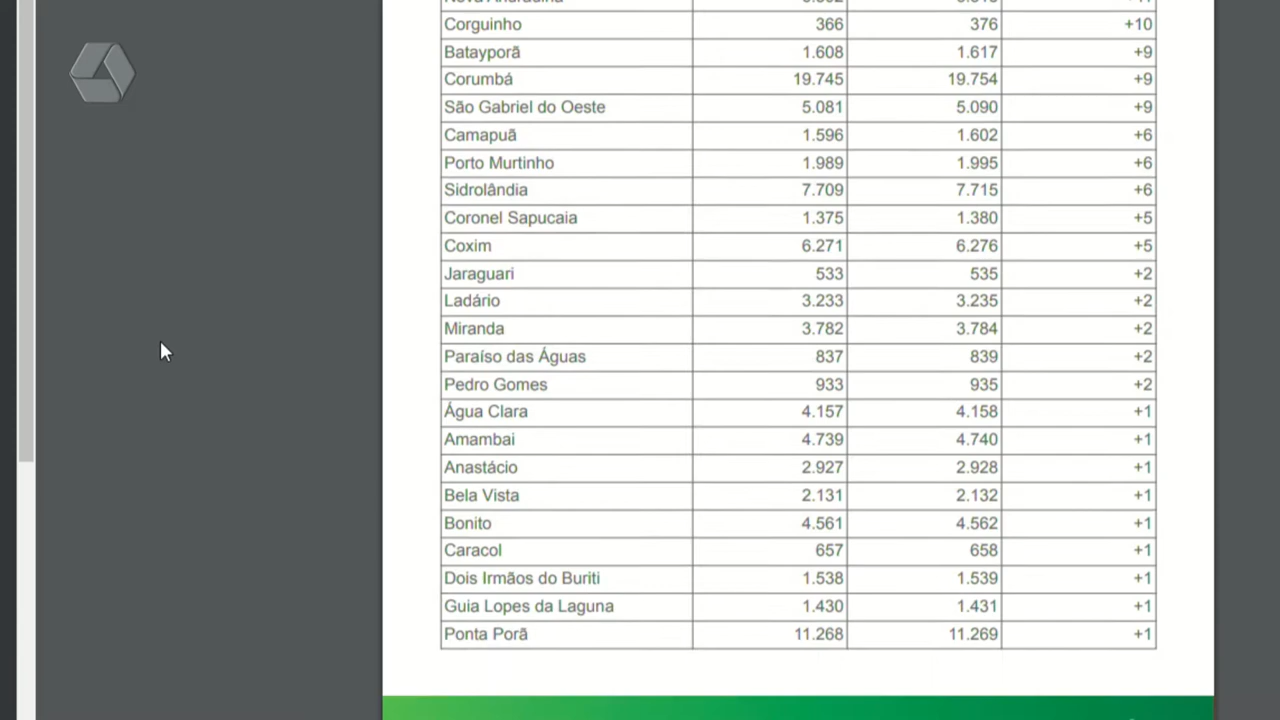 Corguinho 366 376 +10
Batayporã 1.608 1.617 +9
Corumbá 19.745 19.754 +9
São Gabriel do Oeste 5.081 5.090 +9
Camapuã 1.596 1.602 +6
Porto Murtinho 1.989 1.995 +6
Sidrolândia 7.709 7.715 +6
Coronel Sapucaia 1.375 1.380 +5
Coxim 6.271 6.276 +5
Jaraguari 533 535 +2
Ladário 3.233 3.235 +2
Miranda 3.782 3.784 +2
Paraíso das Águas 837 839 +2
Pedro Gomes 933 935 +2
Água Clara 4.157 4.158 +1
Amambai 4.739 4.740 +1
Anastácio 2.927 2.928 +1
Bela Vista 2.131 2.132 +1
Bonito 4.561 4.562 +1
Caracol 657 658 +1
Dois Irmãos do Buriti 1.538 1.539 +1
Guia Lopes da Laguna 1.430 1.431 +1
Ponta Porã 11.268 11.269 +1